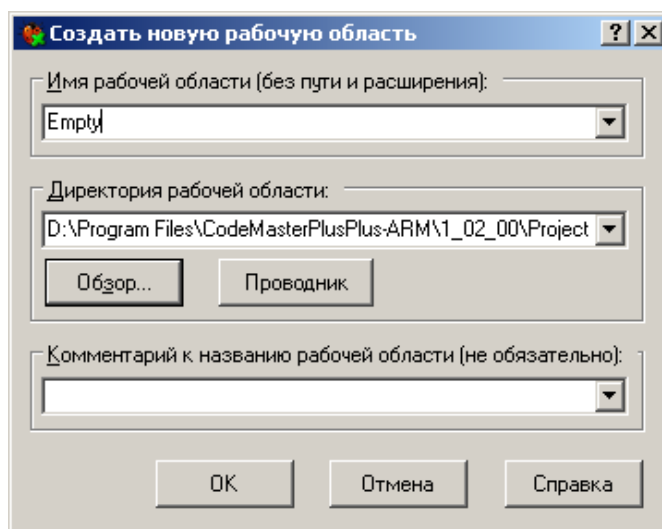 Создать новую рабочую область
Имя рабочей области (без пути и расширения):
Empty
Директория рабочей области:
D:\Program Files\CodeMasterPlusPlus-ARM\1_02_00\Project
Обзор... Проводник
Комментарий к названию рабочей области (не обязательно):
OK Отмена Справка